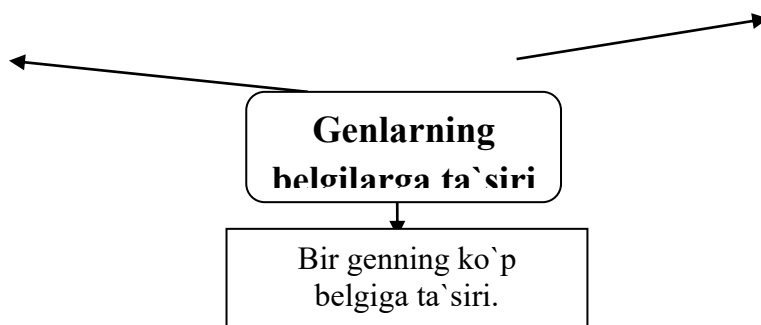 Genlarning
belgilarga ta`siri
Bir genning ko`p
belgiga ta`siri.